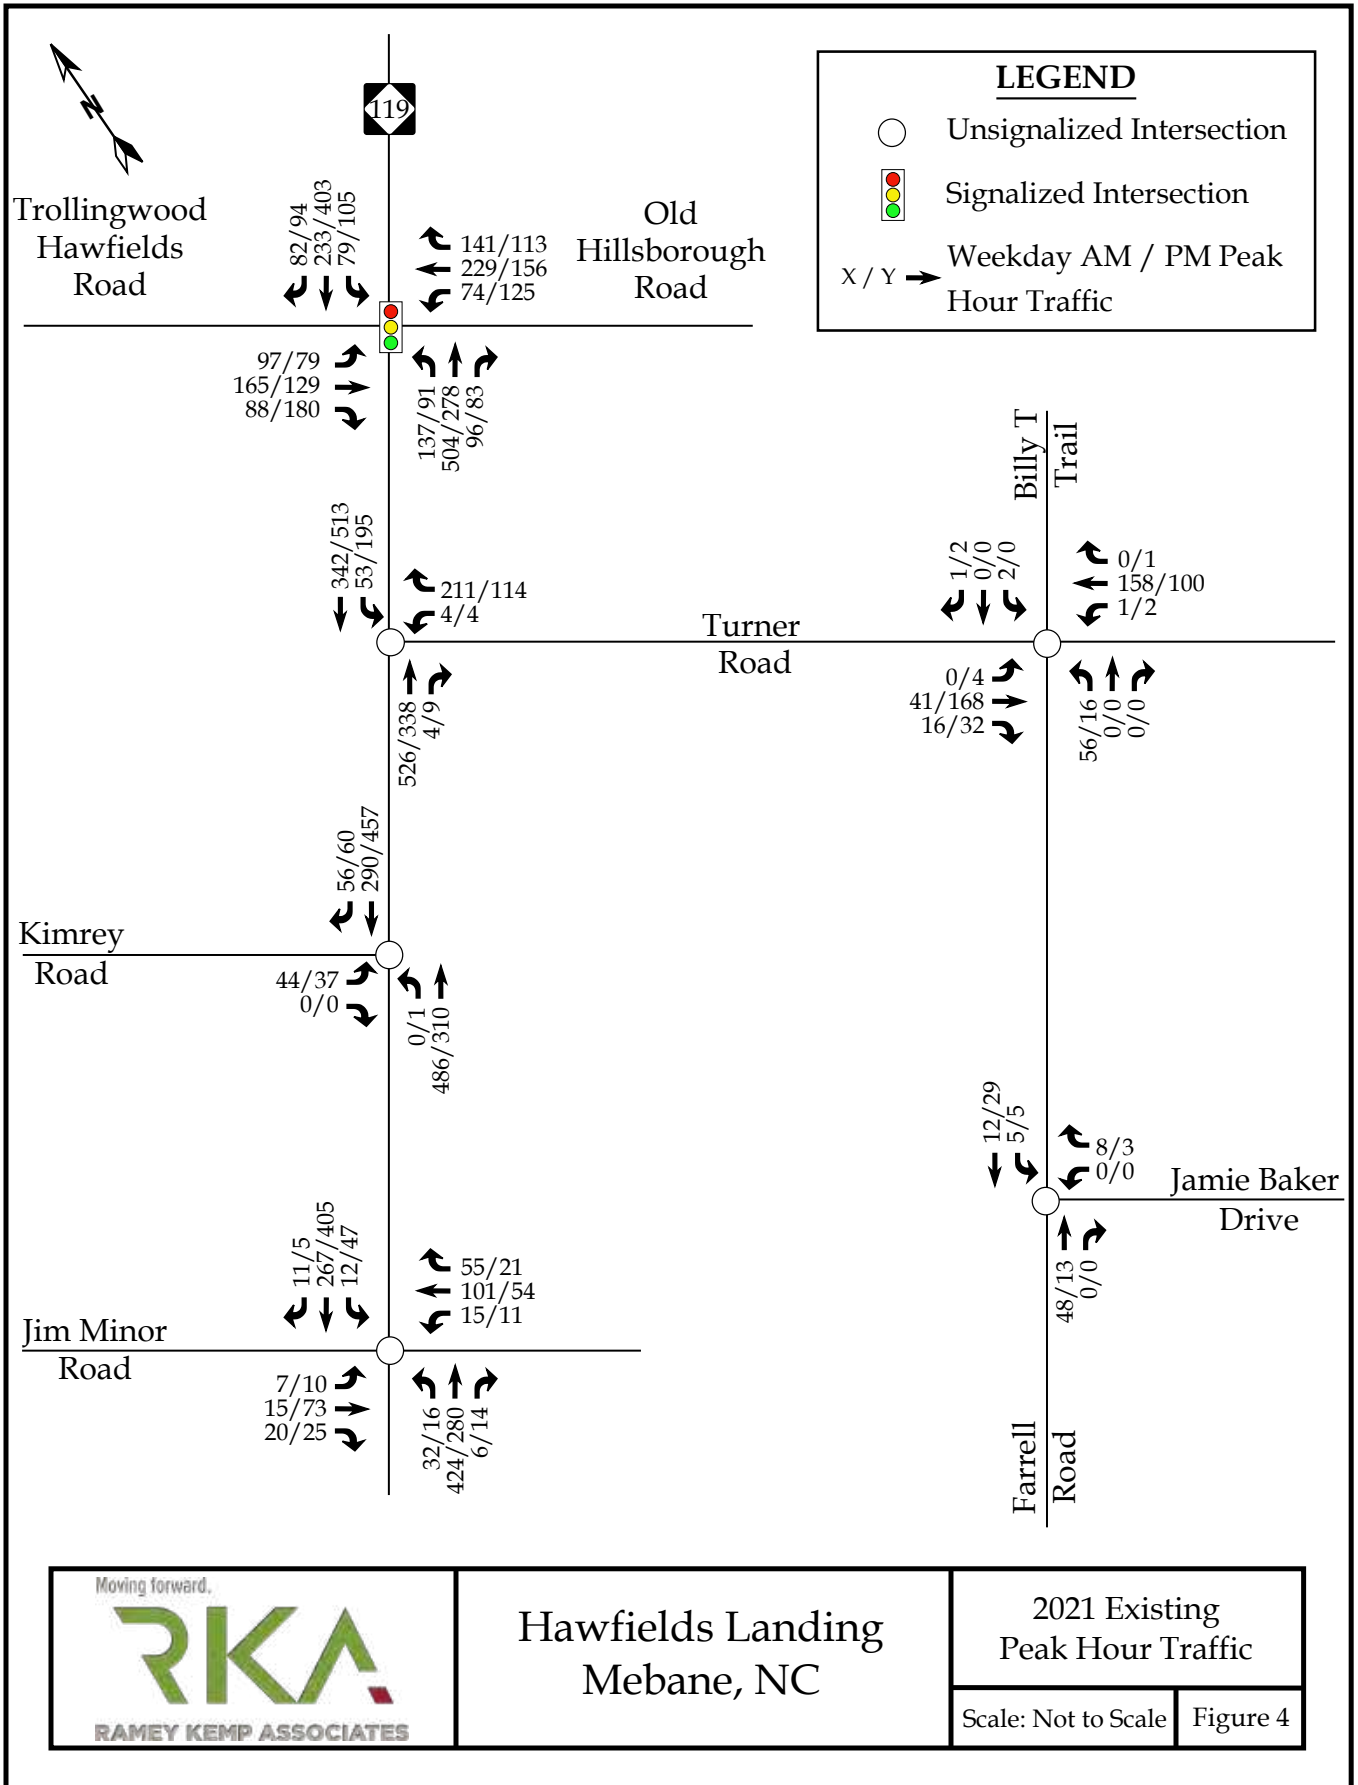 N
119
LEGEND
Unsignalized Intersection
Signalized Intersection
X / Y
Weekday AM / PM Peak
Hour Traffic
Trollingwood
Hawfields
Road
82/94
233/403
79/105
141/113
229/156
74/125
Old
Hillsborough
Road
97/79
165/129
88/180
137/91
504/278
96/83
342/513
53/195
211/114
4/4
526/338
4/9
Turner
Road
Billy T
Trail
1/2
0/0
2/0
0/1
158/100
1/2
0/4
41/168
16/32
56/16
0/0
0/0
56/60
290/457
Kimrey
Road
44/37
0/0
0/1
486/310
12/29
5/5
8/3
0/0
Jamie Baker
Drive
48/13
0/0
11/5
267/405
12/47
55/21
101/54
15/11
Jim Minor
Road
7/10
15/73
20/25
32/16
424/280
6/14
Farrell
Road
Moving forward.
RKA
RAMEY KEMP ASSOCIATES
Hawfields Landing
Mebane, NC
2021 Existing
Peak Hour Traffic
Scale: Not to Scale
Figure 4